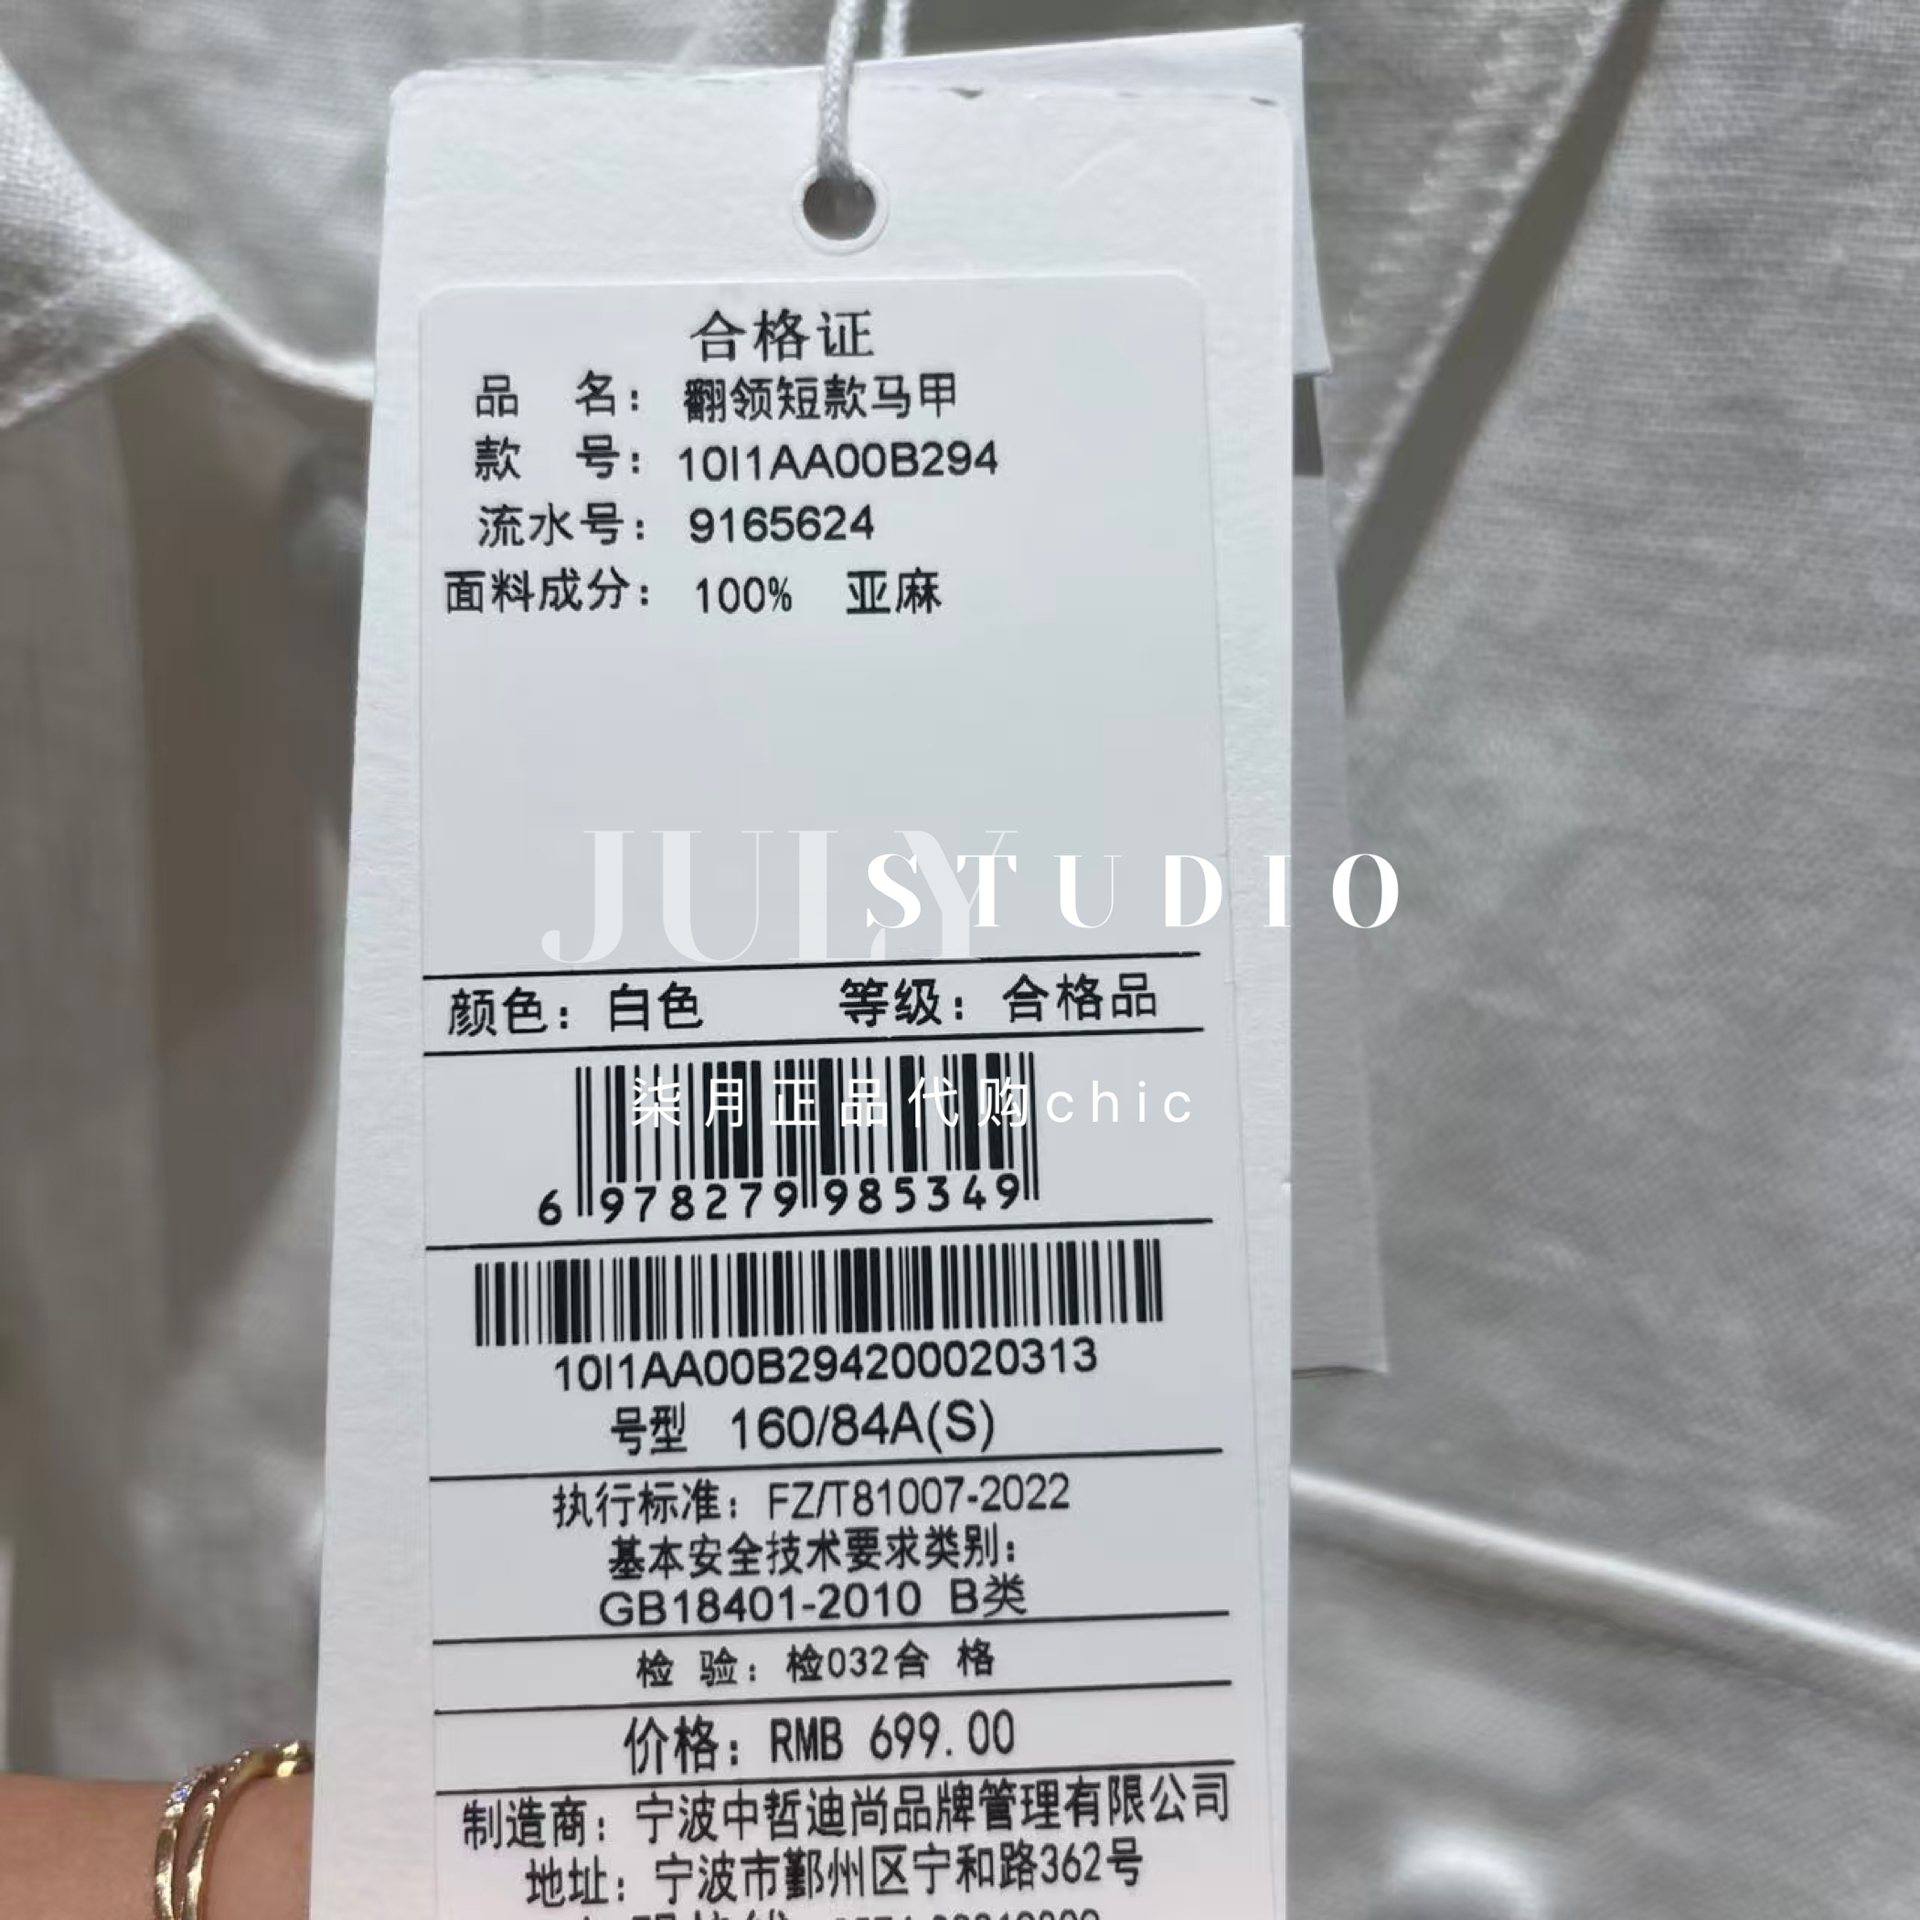 合格证
品 名： 翻领短款马甲
款 号： 10I1AA00B294
流水号： 9165624
面料成分： 100% 亚麻
JULY STUDIO
颜色：白色 等级：合格品
柒月正品代购chic
6 978279 985349
10I1AA00B294200020313
号型 160/84A(S)
执行标准：FZ/T81007-2022
基本安全技术要求类别：
GB18401-2010 B类
检 验：检032合 格
价格：RMB 699.00
制造商：宁波中哲迪尚品牌管理有限公司
地址：宁波市鄞州区宁和路362号